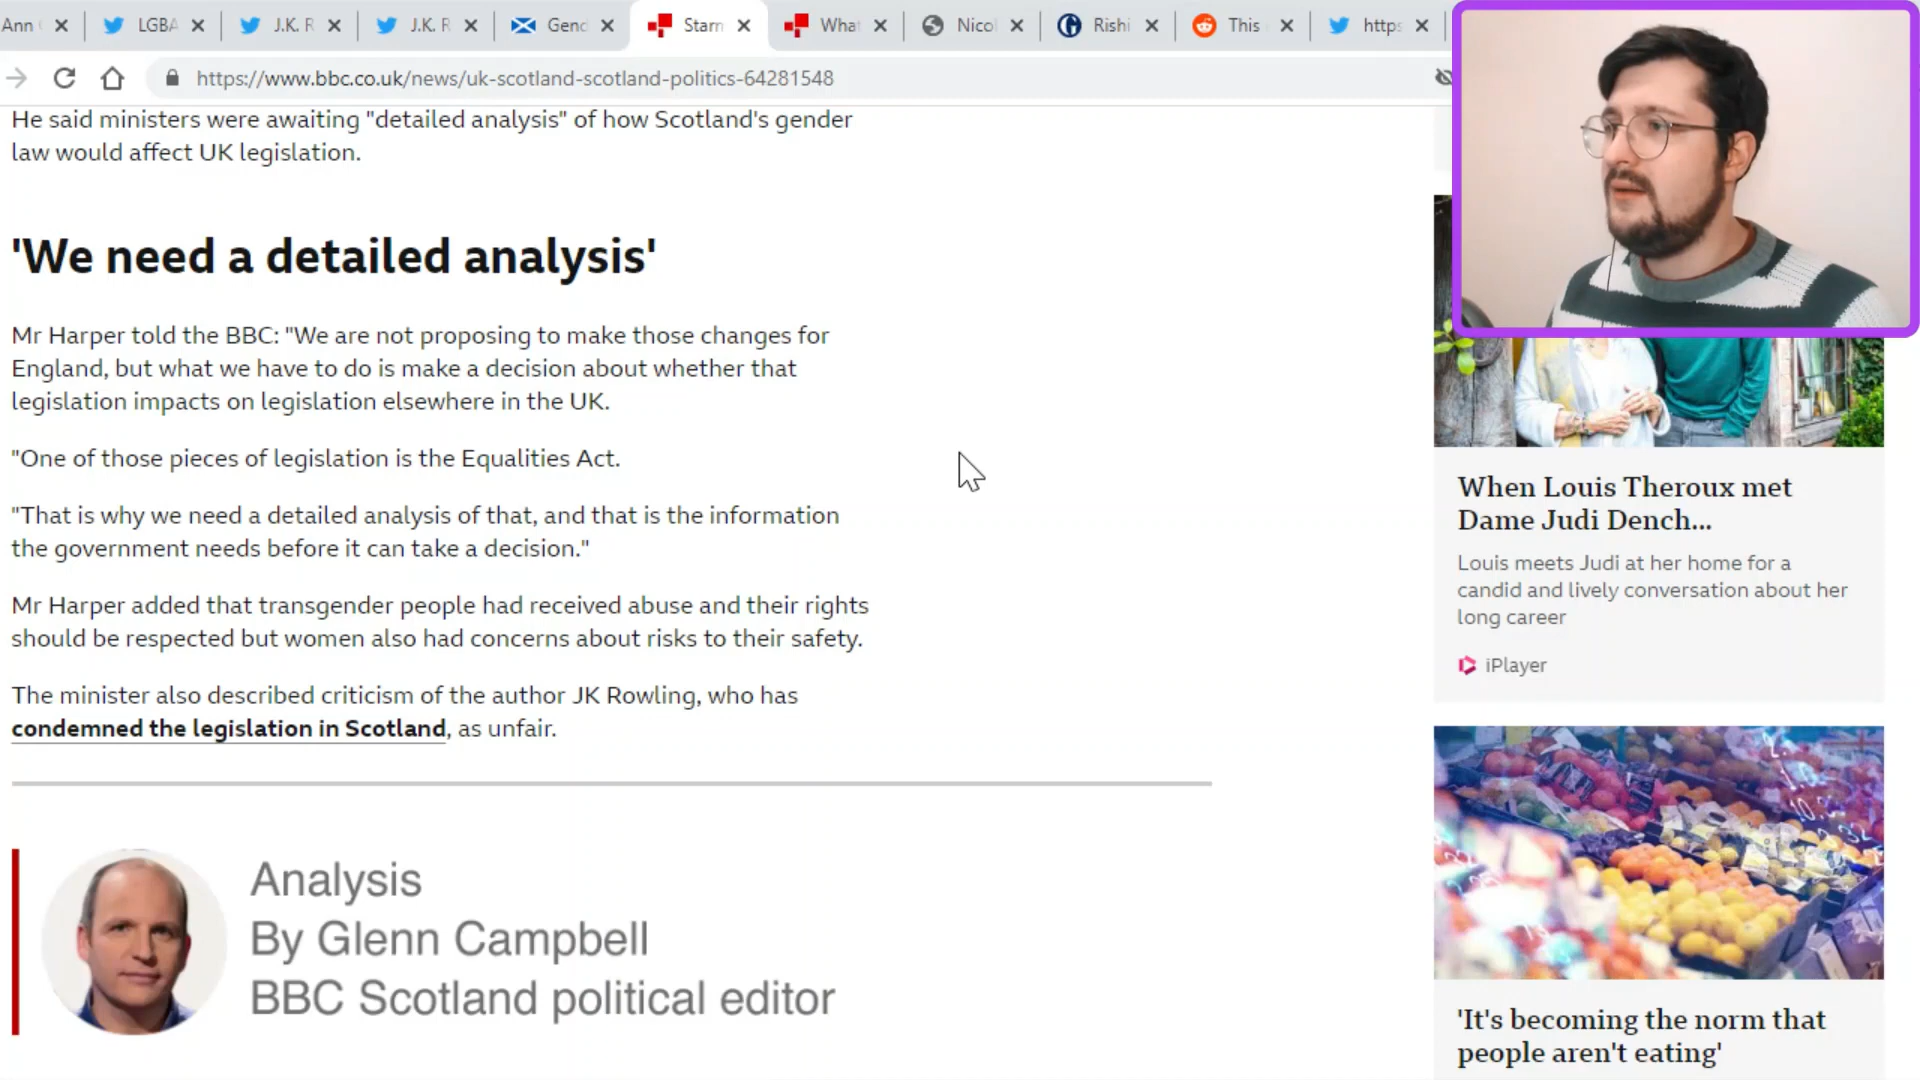 Ann
LGBA
J.K. R
J.K. R
Gend
Starm
What
Nicol
Rishi
This
https
https://www.bbc.co.uk/news/uk-scotland-scotland-politics-64281548
He said ministers were awaiting "detailed analysis" of how Scotland's gender
law would affect UK legislation.
'We need a detailed analysis'
Mr Harper told the BBC: "We are not proposing to make those changes for
England, but what we have to do is make a decision about whether that
legislation impacts on legislation elsewhere in the UK.
"One of those pieces of legislation is the Equalities Act.
"That is why we need a detailed analysis of that, and that is the information
the government needs before it can take a decision."
Mr Harper added that transgender people had received abuse and their rights
should be respected but women also had concerns about risks to their safety.
The minister also described criticism of the author JK Rowling, who has
condemned the legislation in Scotland, as unfair.
Analysis
By Glenn Campbell
BBC Scotland political editor
When Louis Theroux met
Dame Judi Dench...
Louis meets Judi at her home for a
candid and lively conversation about her
long career
iPlayer
'It's becoming the norm that
people aren't eating'